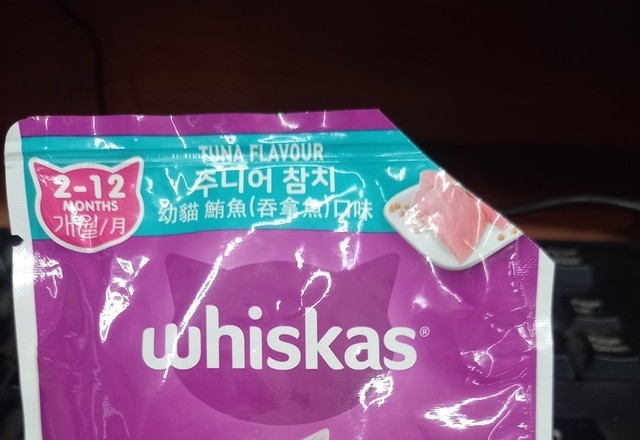 TUNA FLAVOUR
주니어 참치
幼貓 鮪魚(吞拿魚)口味
2-12
MONTHS
개월/月
whiskas®